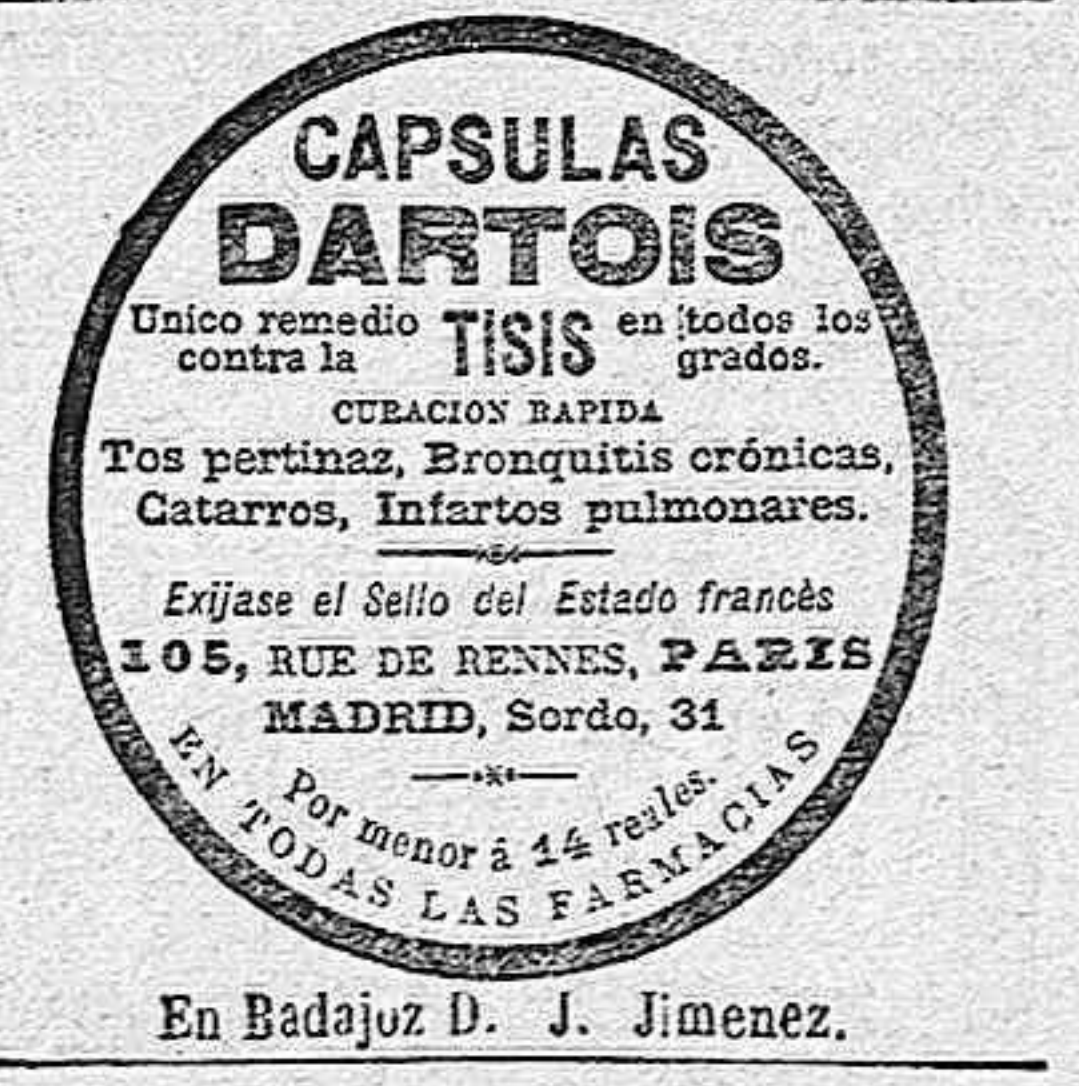 CAPSULAS
DARTOIS
Unico remedio contra la TISIS en todos los grados.
CURACION RAPIDA
Tos pertinaz, Bronquitis crónicas,
Catarros, Infartos pulmonares.
Exijase el Sello del Estado francès
105, RUE DE RENNES, PARIS
MADRID, Sordo, 31
Por menor á 14 reales.
EN TODAS LAS FARMACIAS
En Badajoz D. J. Jimenez.